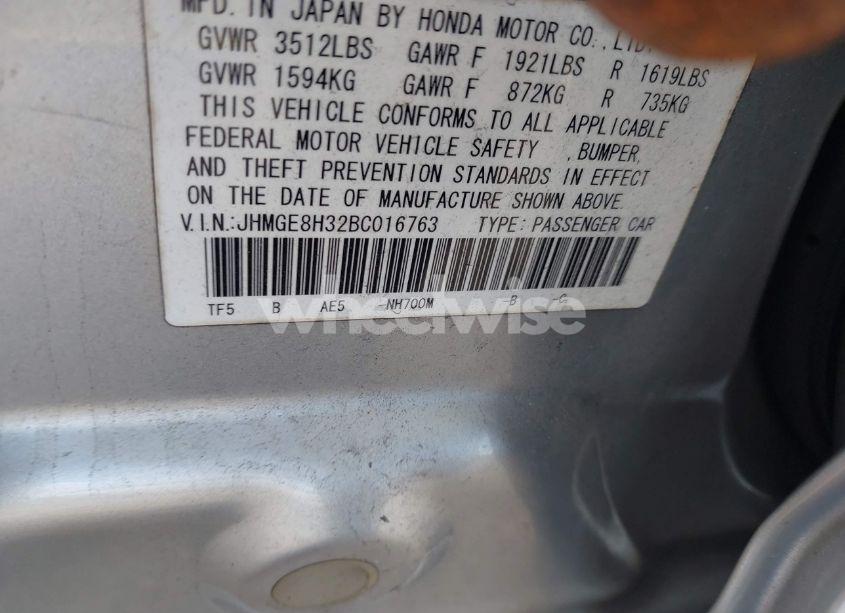 MFD. IN JAPAN BY HONDA MOTOR CO., LTD.
GVWR 3512LBS GAWR F 1921LBS R 1619LBS
GVWR 1594KG GAWR F 872KG R 735KG
THIS VEHICLE CONFORMS TO ALL APPLICABLE
FEDERAL MOTOR VEHICLE SAFETY , BUMPER,
AND THEFT PREVENTION STANDARDS IN EFFECT
ON THE DATE OF MANUFACTURE SHOWN ABOVE.
V.I.N.:JHMGE8H32BC016763 TYPE: PASSENGER CAR
TF5 B AE5 -NH700M -B -C
wheelwise